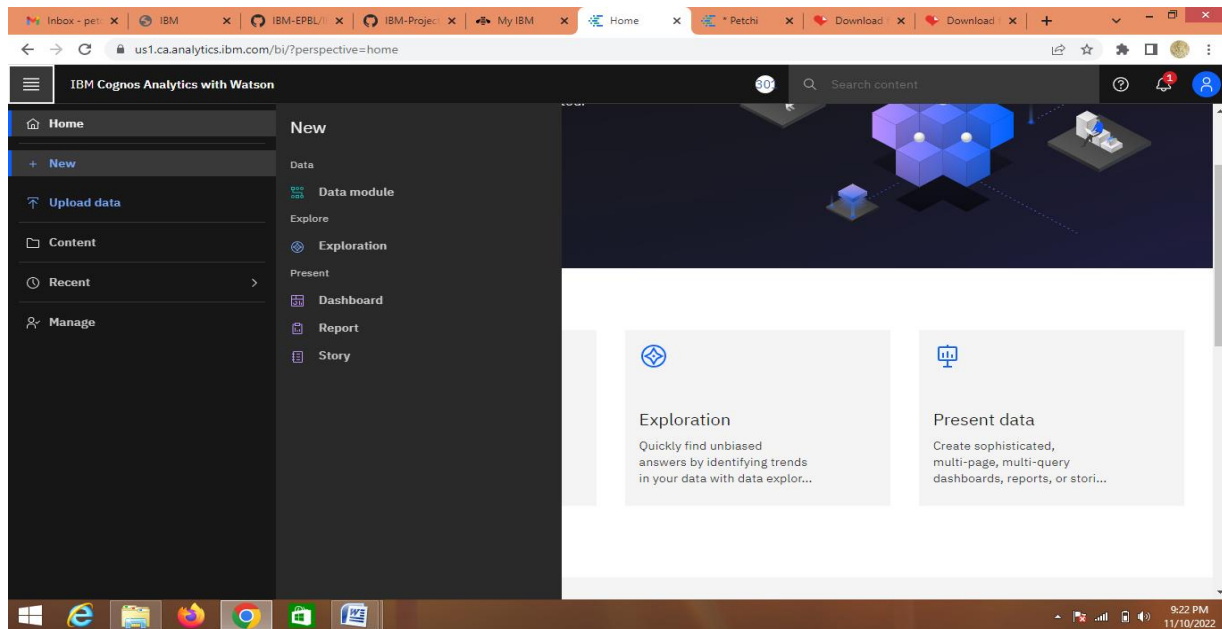 Inbox - pet
IBM
IBM-EPBL/I
IBM-Project
My IBM
Home
* Petchi
Download
Download
us1.ca.analytics.ibm.com/bi/?perspective=home
IBM Cognos Analytics with Watson
301
Search content
1
Home
New
Upload data
Content
Recent
Manage
New
Data
Data module
Explore
Exploration
Present
Dashboard
Report
Story
Exploration
Quickly find unbiased
answers by identifying trends
in your data with data explor...
Present data
Create sophisticated,
multi-page, multi-query
dashboards, reports, or stori...
9:22 PM
11/10/2022